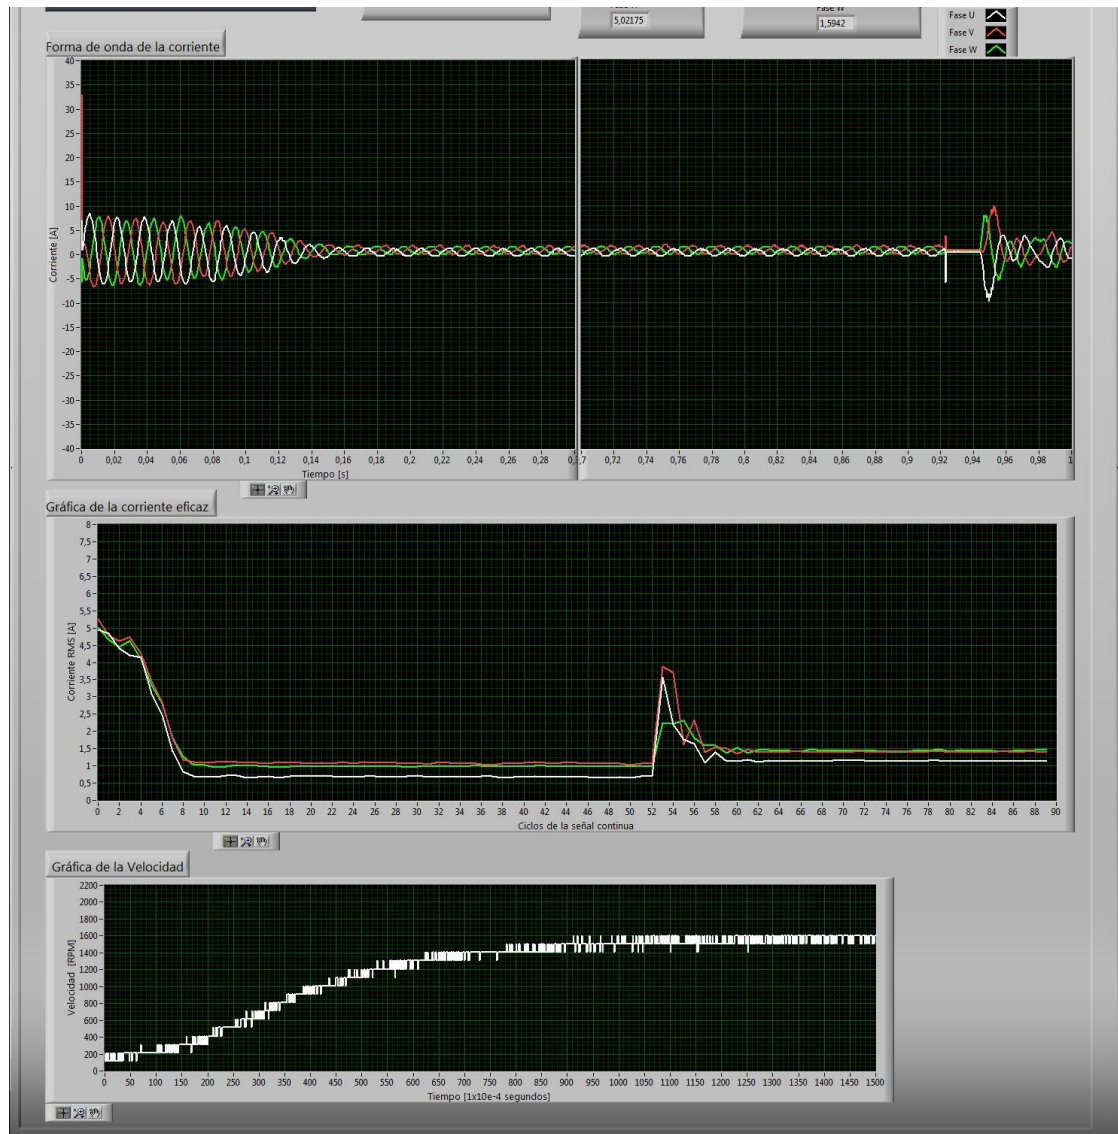 Fase W
5,02175
1,5942
Fase U
Fase V
Fase W
Forma de onda de la corriente
Corriente [A]
40
35
30
25
20
15
10
5
0
-5
-10
-15
-20
-25
-30
-35
-40
0 0,02 0,04 0,06 0,08 0,1 0,12 0,14 0,16 0,18 0,2 0,22 0,24 0,26 0,28
0,72 0,74 0,76 0,78 0,8 0,82 0,84 0,86 0,88 0,9 0,92 0,94 0,96 0,98 1
Tiempo [s]
Gráfica de la corriente eficaz
Corriente RMS [A]
8
7,5
7
6,5
6
5,5
5
4,5
4
3,5
3
2,5
2
1,5
1
0,5
0
0 2 4 6 8 10 12 14 16 18 20 22 24 26 28 30 32 34 36 38 40 42 44 46 48 50 52 54 56 58 60 62 64 66 68 70 72 74 76 78 80 82 84 86 88 90
Ciclos de la señal continua
Gráfica de la Velocidad
Velocidad [RPM]
2200
2000
1800
1600
1400
1200
1000
800
600
400
200
0
0 50 100 150 200 250 300 350 400 450 500 550 600 650 700 750 800 850 900 950 1000 1050 1100 1150 1200 1250 1300 1350 1400 1450 1500
Tiempo [1x10e-4 segundos]